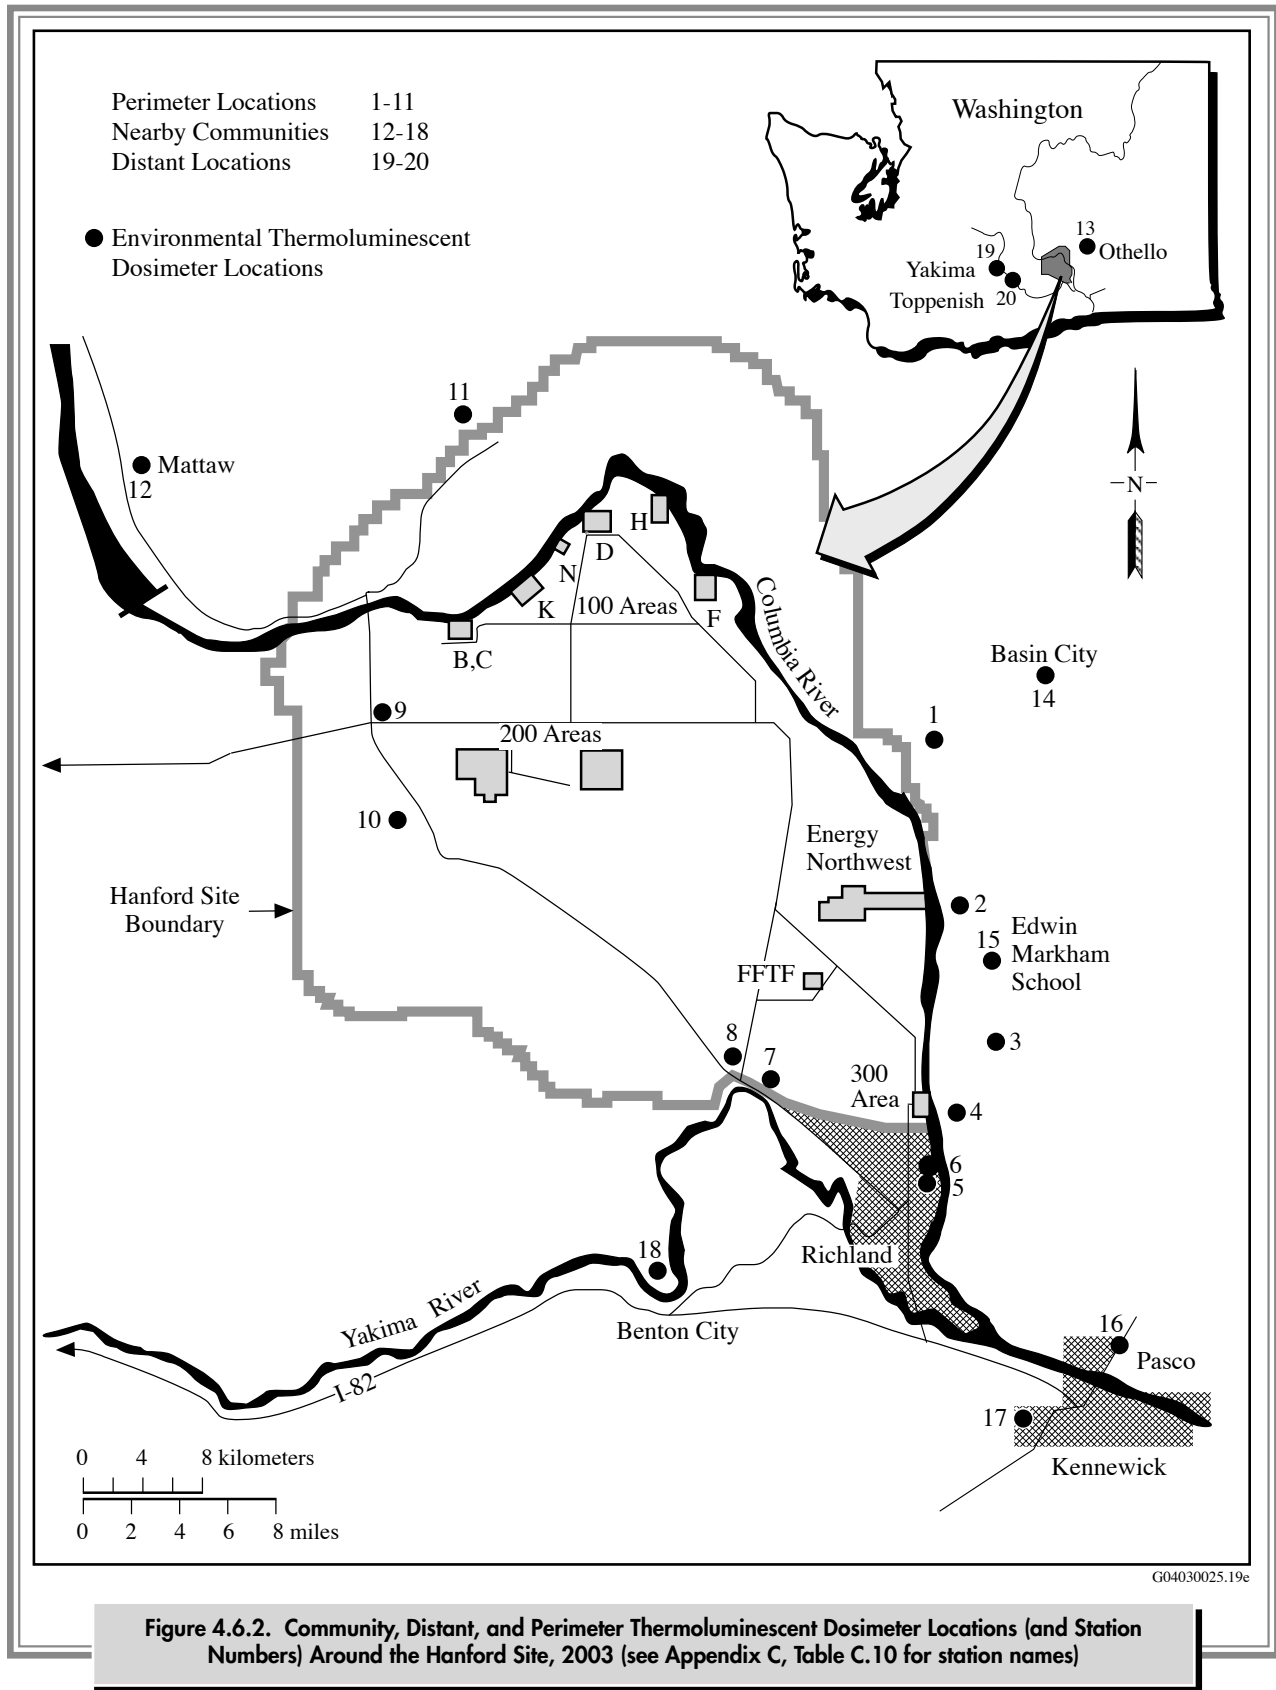 Perimeter Locations 1-11
Nearby Communities 12-18
Distant Locations 19-20
Environmental Thermoluminescent
Dosimeter Locations
Washington
13
Othello
19
Yakima
Toppenish 20
11
Mattaw
12
N
H
D
N
K
100 Areas
F
B,C
Columbia River
Basin City
14
1
9
200 Areas
10
Energy
Northwest
Hanford Site
Boundary
2
15
Edwin
Markham
School
FFTF
3
8
7
300
Area
4
6
5
Richland
18
Yakima River
Benton City
I-82
16
Pasco
17
Kennewick
0 4 8 kilometers
0 2 4 6 8 miles
G04030025.19e
Figure 4.6.2. Community, Distant, and Perimeter Thermoluminescent Dosimeter Locations (and Station
Numbers) Around the Hanford Site, 2003 (see Appendix C, Table C.10 for station names)